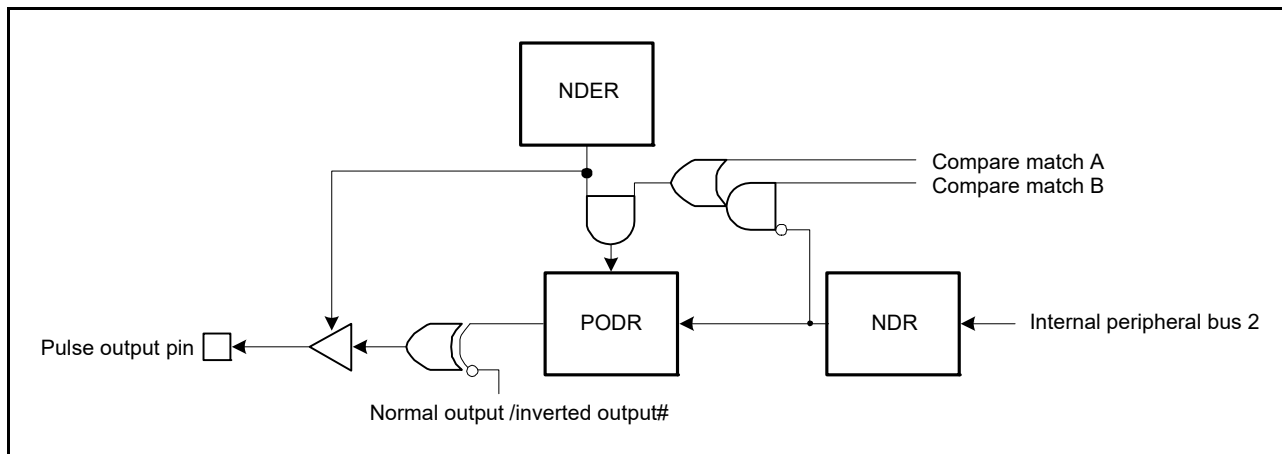 NDER
Compare match A
Compare match B
PODR
NDR
Internal peripheral bus 2
Pulse output pin
Normal output /inverted output#